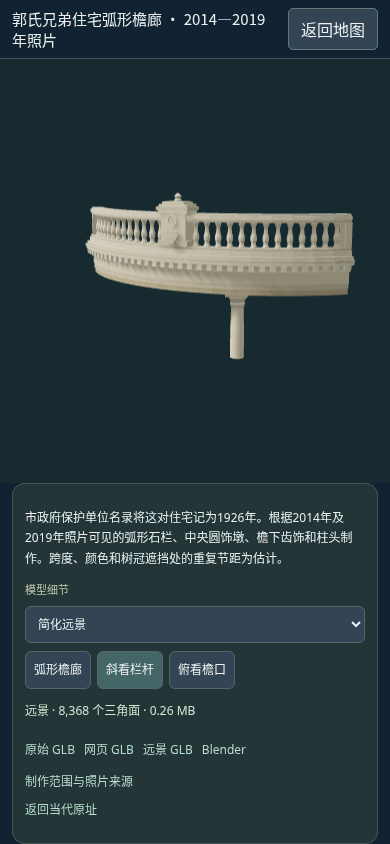 郭氏兄弟住宅弧形檐廊 · 2014—2019
年照片
返回地图
市政府保护单位名录将这对住宅记为1926年。根据2014年及
2019年照片可见的弧形石栏、中央圆饰墩、檐下齿饰和柱头制
作。跨度、颜色和树冠遮挡处的重复节距为估计。
模型细节
简化远景
弧形檐廊 斜看栏杆 俯看檐口
远景 · 8,368 个三角面 · 0.26 MB
原始 GLB 网页 GLB 远景 GLB Blender
制作范围与照片来源
返回当代原址